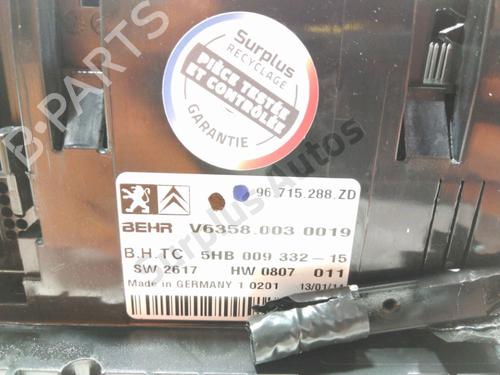 Surplus
RECYCLAGE
PIÈCE TESTÉE
ET CONTRÔLÉE
GARANTIE
B-PARTS
Surplus Autos
96.715.288.ZD
BEHR V6358.003 0019
B.H.TC 5HB 009 332-15
SW 2617 HW 0807 011
Made in GERMANY 1 0201 13/01/14